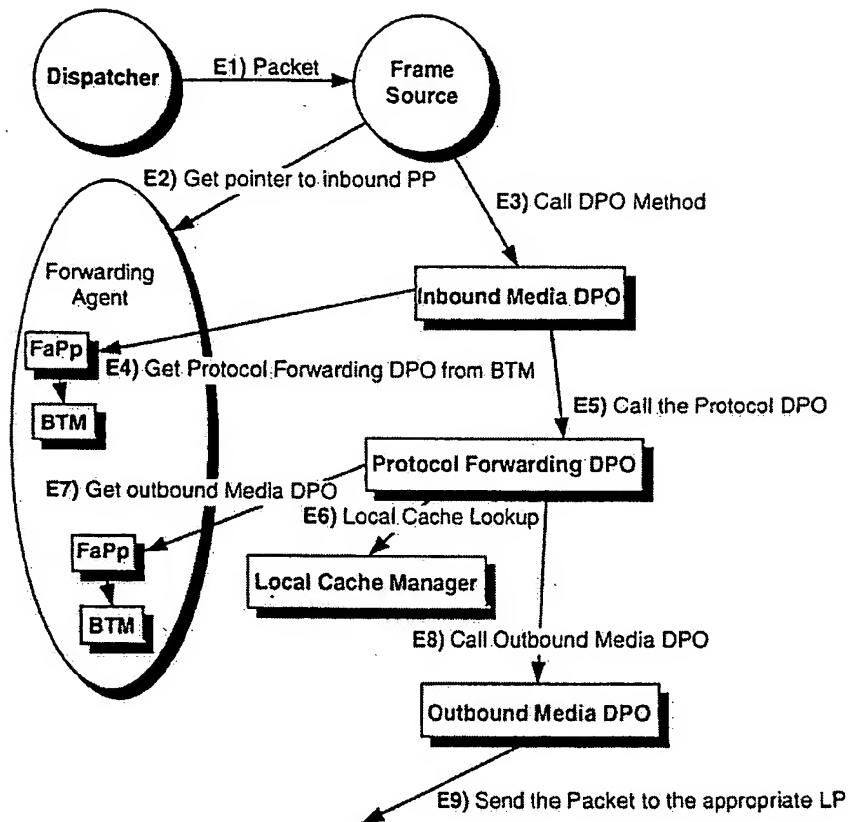 Dispatcher
E1) Packet
Frame
Source
E2) Get pointer to inbound PP
E3) Call DPO Method
Forwarding
Agent
Inbound Media DPO
FaPp
E4) Get Protocol Forwarding DPO from BTM
BTM
E5) Call the Protocol DPO
Protocol Forwarding DPO
E7) Get outbound Media DPO
E6) Local Cache Lookup
FaPp
Local Cache Manager
BTM
E8) Call Outbound Media DPO
Outbound Media DPO
E9) Send the Packet to the appropriate LP